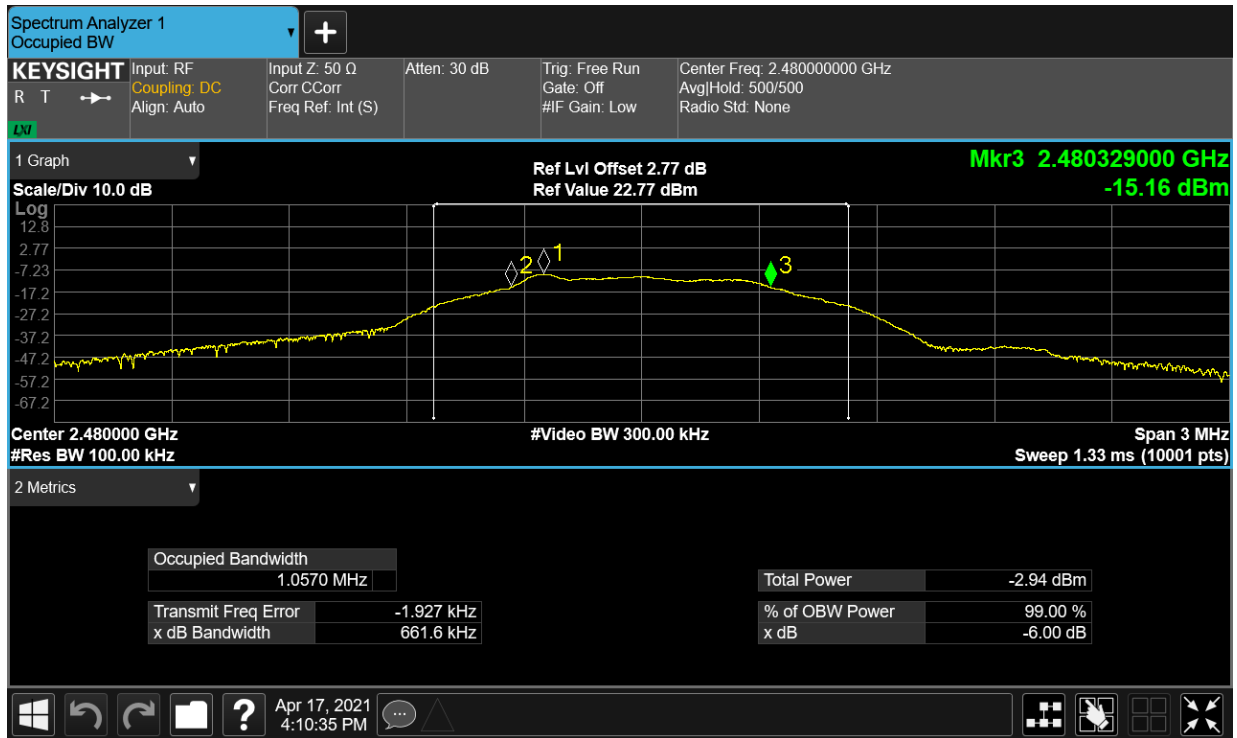 Spectrum Analyzer 1
Occupied BW
KEYSIGHT
R T
LXI
Input: RF
Coupling: DC
Align: Auto
Input Z: 50 Ω
Corr CCorr
Freq Ref: Int (S)
Atten: 30 dB
Trig: Free Run
Gate: Off
#IF Gain: Low
Center Freq: 2.480000000 GHz
Avg|Hold: 500/500
Radio Std: None
1 Graph
Scale/Div 10.0 dB
Ref Lvl Offset 2.77 dB
Ref Value 22.77 dBm
Mkr3 2.480329000 GHz
-15.16 dBm
Log
12.8
2.77
-7.23
-17.2
-27.2
-37.2
-47.2
-57.2
-67.2
2
1
3
Center 2.480000 GHz
#Res BW 100.00 kHz
#Video BW 300.00 kHz
Span 3 MHz
Sweep 1.33 ms (10001 pts)
2 Metrics
Occupied Bandwidth
1.0570 MHz
Transmit Freq Error -1.927 kHz
x dB Bandwidth 661.6 kHz
Total Power -2.94 dBm
% of OBW Power 99.00 %
x dB -6.00 dB
?
Apr 17, 2021
4:10:35 PM